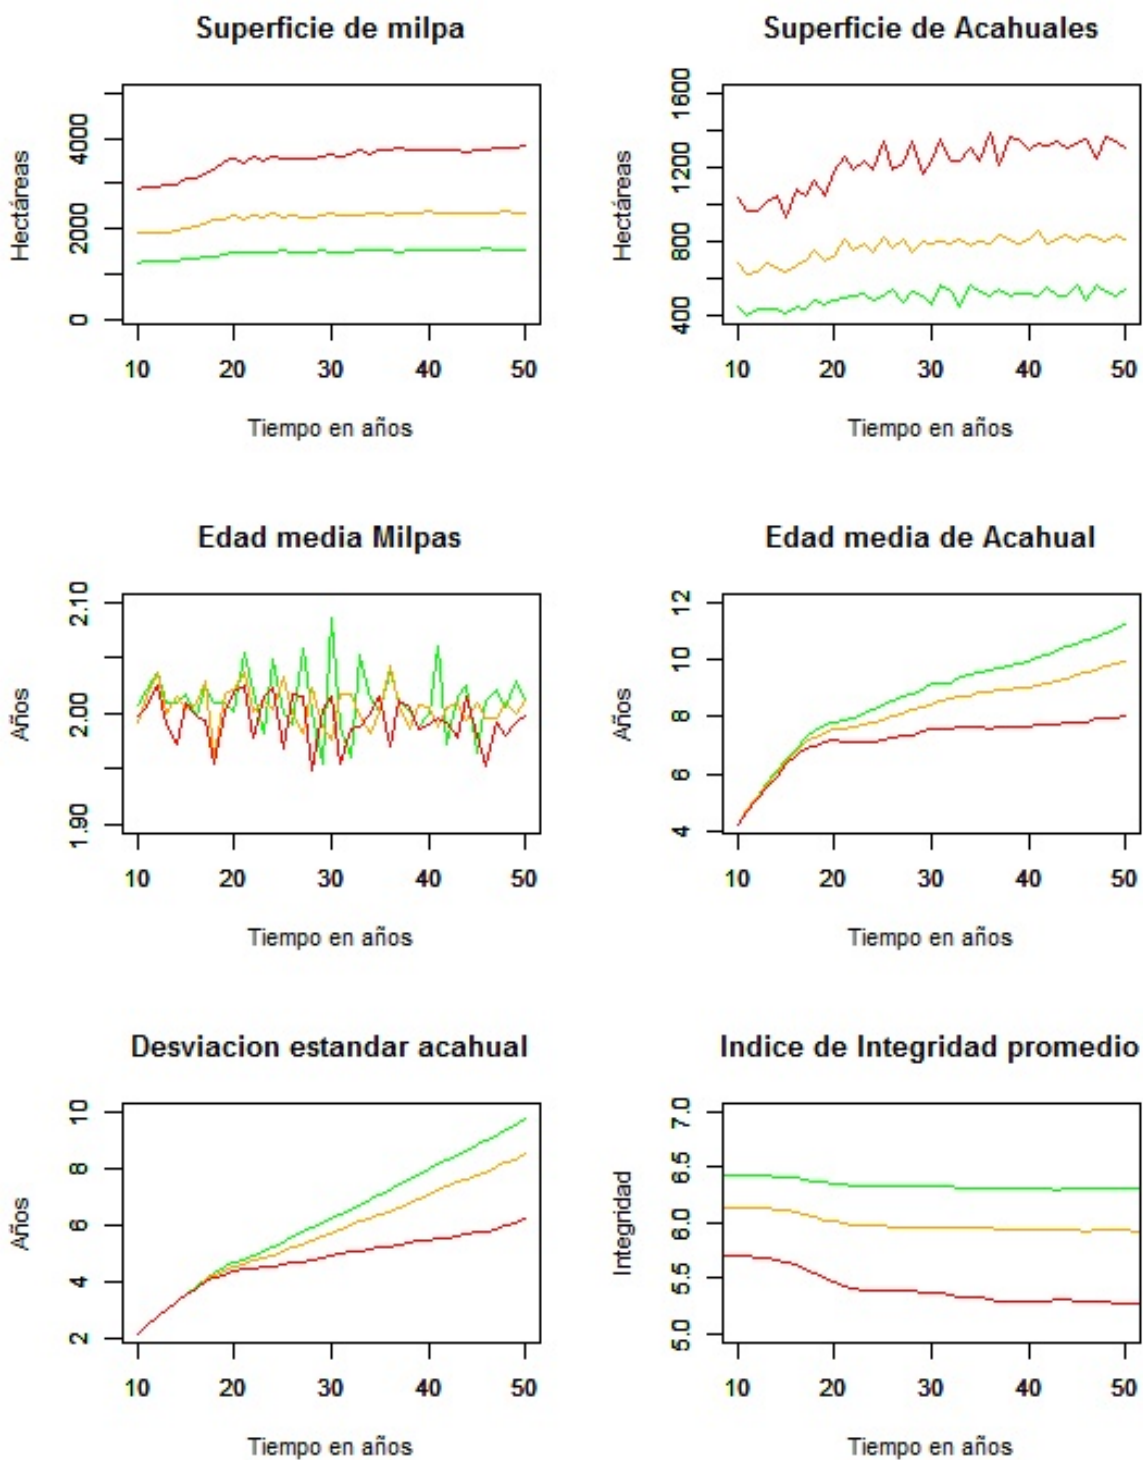 Superficie de milpa
Hectáreas
0 2000 4000
10 20 30 40 50
Tiempo en años
Superficie de Acahuales
Hectáreas
400 800 1200 1600
10 20 30 40 50
Tiempo en años
Edad media Milpas
Años
1.90 2.00 2.10
10 20 30 40 50
Tiempo en años
Edad media de Acahual
Años
4 6 8 10 12
10 20 30 40 50
Tiempo en años
Desviacion estandar acahual
Años
2 4 6 8 10
10 20 30 40 50
Tiempo en años
Indice de Integridad promedio
Integridad
5.0 5.5 6.0 6.5 7.0
10 20 30 40 50
Tiempo en años